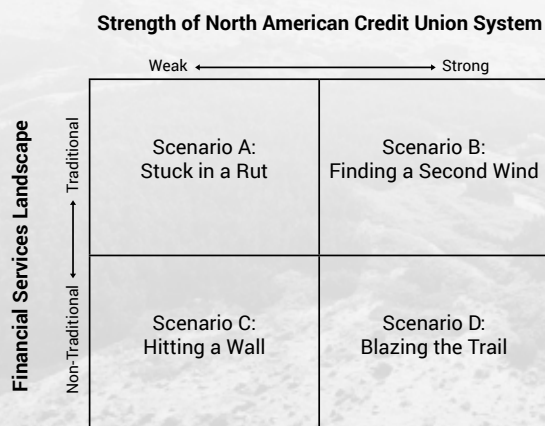 Strength of North American Credit Union System
Weak
Strong
Financial Services Landscape
Traditional
Non-Traditional
Scenario A:
Stuck in a Rut
Scenario B:
Finding a Second Wind
Scenario C:
Hitting a Wall
Scenario D:
Blazing the Trail